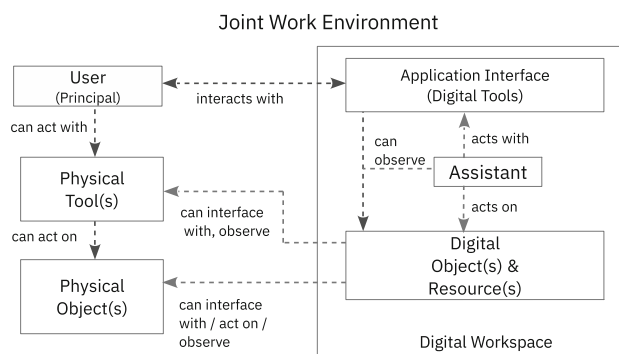 Joint Work Environment
User
(Principal)
interacts with
Application Interface
(Digital Tools)
can act with
can
observe
acts with
Assistant
Physical
Tool(s)
can interface
with, observe
acts on
can act on
Digital
Object(s) &
Resource(s)
Physical
Object(s)
can interface
with / act on /
observe
Digital Workspace